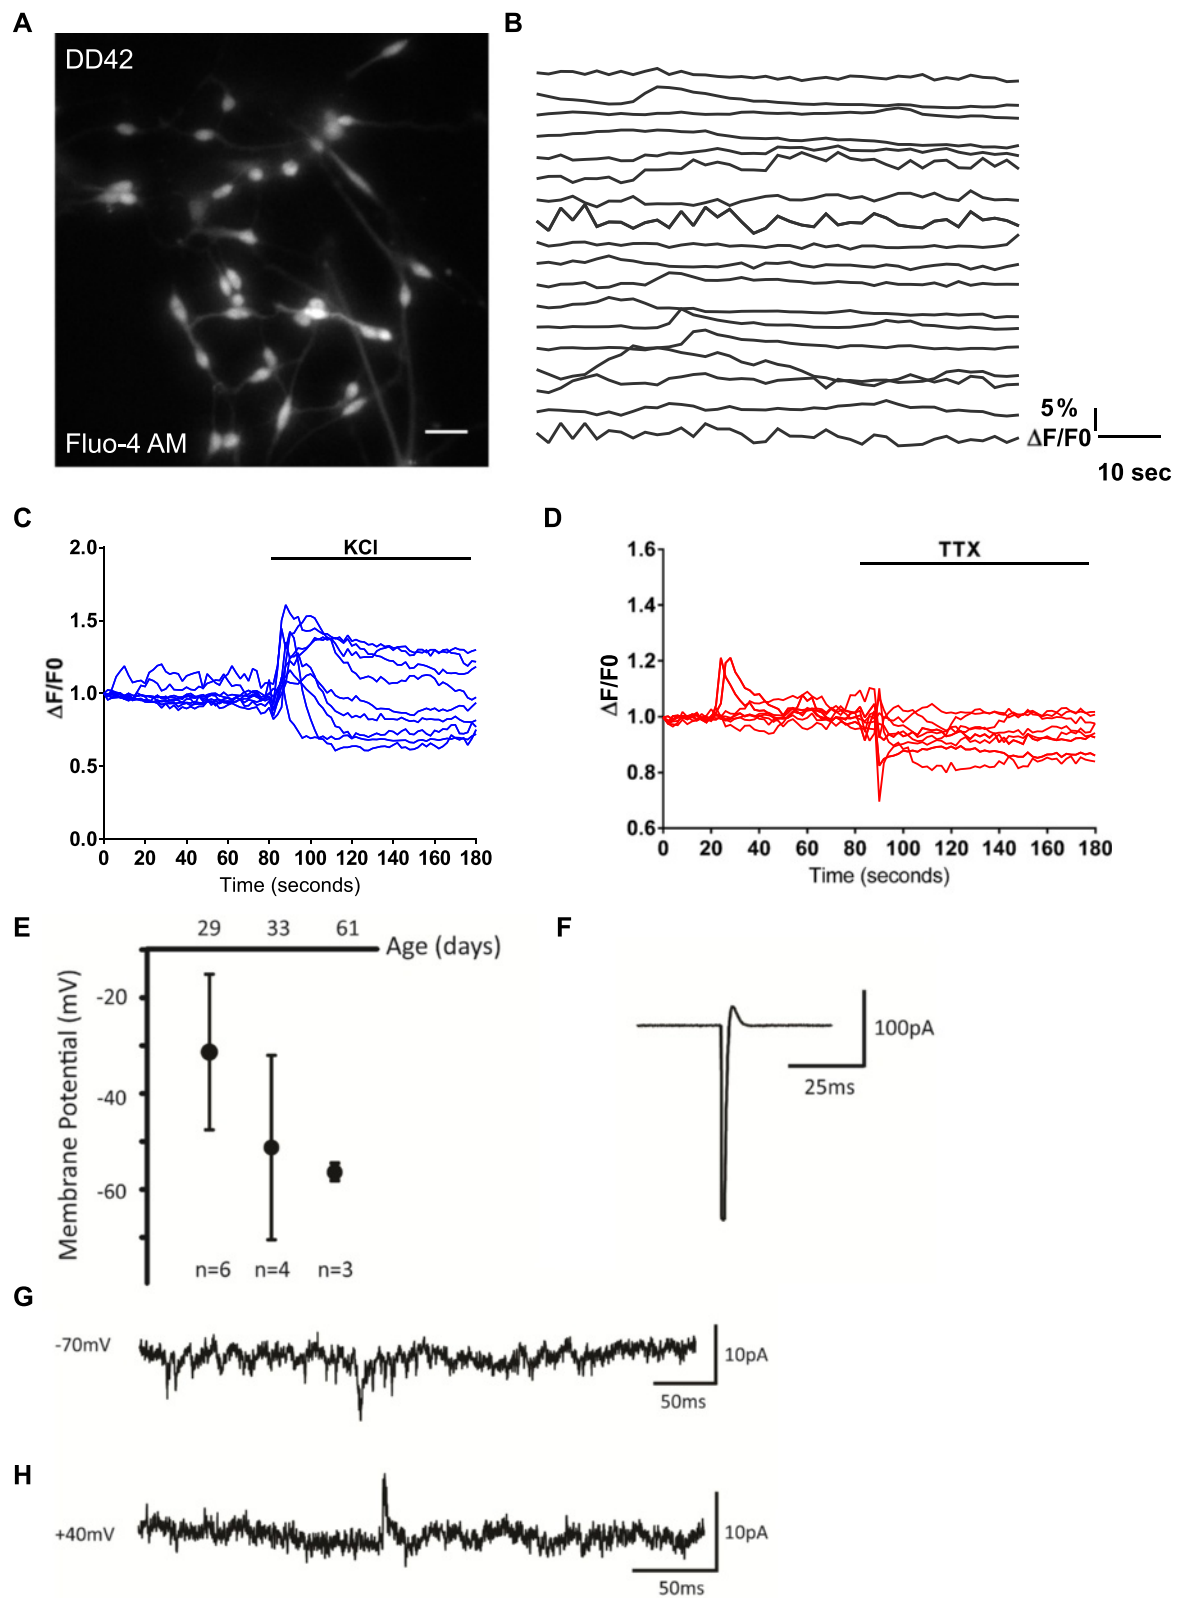 A
DD42
Fluo-4 AM
B
5%
ΔF/F0
10 sec
C
KCl
2.0
1.5
1.0
0.5
0.0
ΔF/F0
0 20 40 60 80 100 120 140 160 180
Time (seconds)
D
TTX
1.6
1.4
1.2
1.0
0.8
0.6
ΔF/F0
0 20 40 60 80 100 120 140 160 180
Time (seconds)
E
29 33 61
Age (days)
Membrane Potential (mV)
-20
-40
-60
n=6 n=4 n=3
F
100pA
25ms
G
-70mV
10pA
50ms
H
+40mV
10pA
50ms